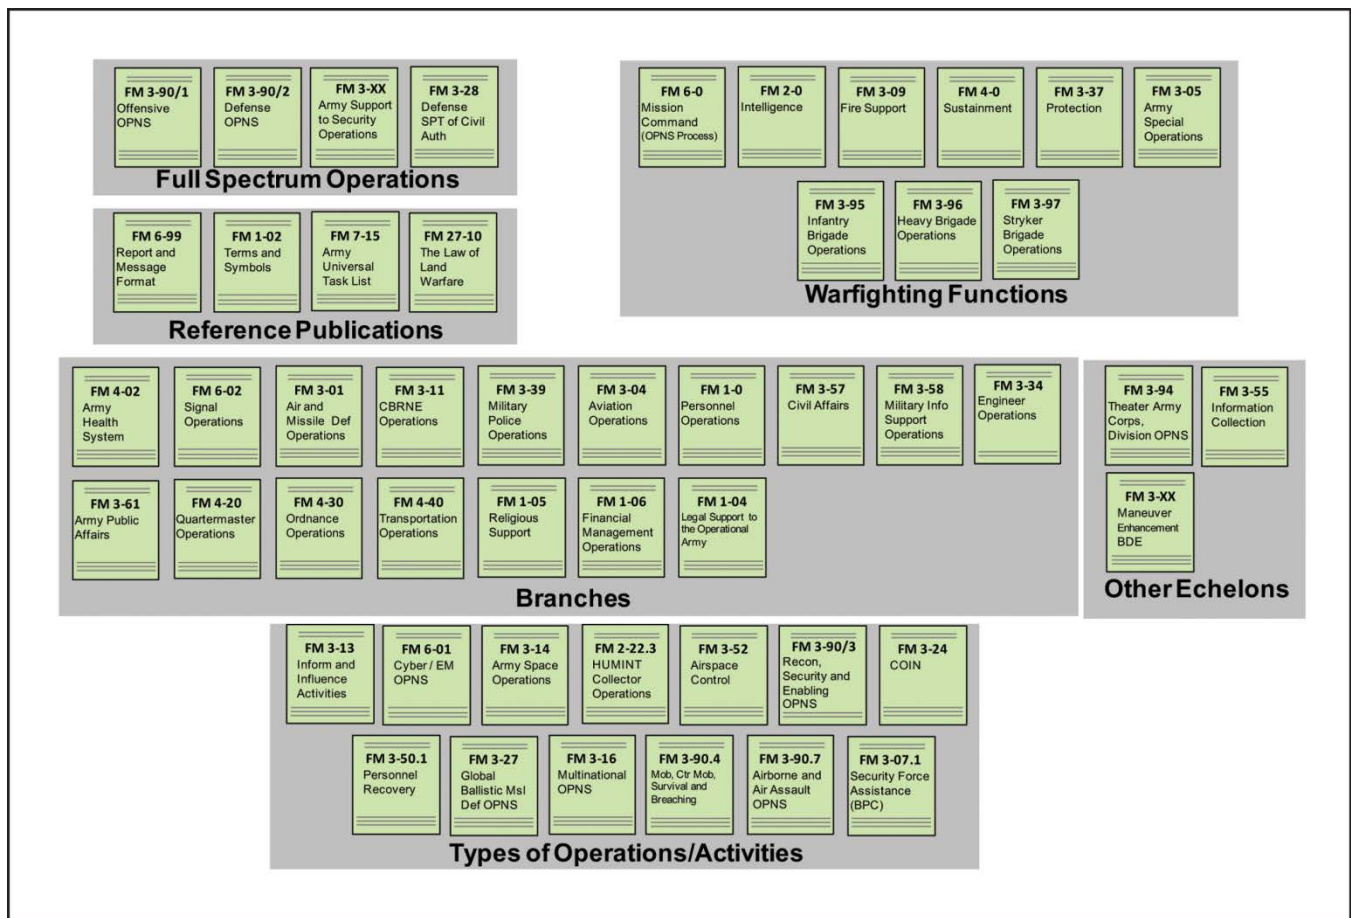 FM 3-90/1
Offensive
OPNS
FM 3-90/2
Defense
OPNS
FM 3-XX
Army Support
to Security
Operations
FM 3-28
Defense
SPT of Civil
Auth
Full Spectrum Operations
FM 6-99
Report and
Message
Format
FM 1-02
Terms and
Symbols
FM 7-15
Army
Universal
Task List
FM 27-10
The Law of
Land
Warfare
Reference Publications
FM 6-0
Mission
Command
(OPNS Process)
FM 2-0
Intelligence
FM 3-09
Fire Support
FM 4-0
Sustainment
FM 3-37
Protection
FM 3-05
Army
Special
Operations
FM 3-95
Infantry
Brigade
Operations
FM 3-96
Heavy Brigade
Operations
FM 3-97
Stryker
Brigade
Operations
Warfighting Functions
FM 4-02
Army
Health
System
FM 6-02
Signal
Operations
FM 3-01
Air and
Missile Def
Operations
FM 3-11
CBRNE
Operations
FM 3-39
Military
Police
Operations
FM 3-04
Aviation
Operations
FM 1-0
Personnel
Operations
FM 3-57
Civil Affairs
FM 3-58
Military Info
Support
Operations
FM 3-34
Engineer
Operations
FM 3-61
Army Public
Affairs
FM 4-20
Quartermaster
Operations
FM 4-30
Ordnance
Operations
FM 4-40
Transportation
Operations
FM 1-05
Religious
Support
FM 1-06
Financial
Management
Operations
FM 1-04
Legal Support to
the Operational
Army
Branches
FM 3-94
Theater Army
Corps,
Division OPNS
FM 3-55
Information
Collection
FM 3-XX
Maneuver
Enhancement
BDE
Other Echelons
FM 3-13
Inform and
Influence
Activities
FM 6-01
Cyber / EM
OPNS
FM 3-14
Army Space
Operations
FM 2-22.3
HUMINT
Collector
Operations
FM 3-52
Airspace
Control
FM 3-90/3
Recon,
Security and
Enabling
OPNS
FM 3-24
COIN
FM 3-50.1
Personnel
Recovery
FM 3-27
Global
Ballistic Msl
Def OPNS
FM 3-16
Multinational
OPNS
FM 3-90.4
Mob, Ctr Mob,
Survival and
Breaching
FM 3-90.7
Airborne and
Air Assault
OPNS
FM 3-07.1
Security Force
Assistance
(BPC)
Types of Operations/Activities